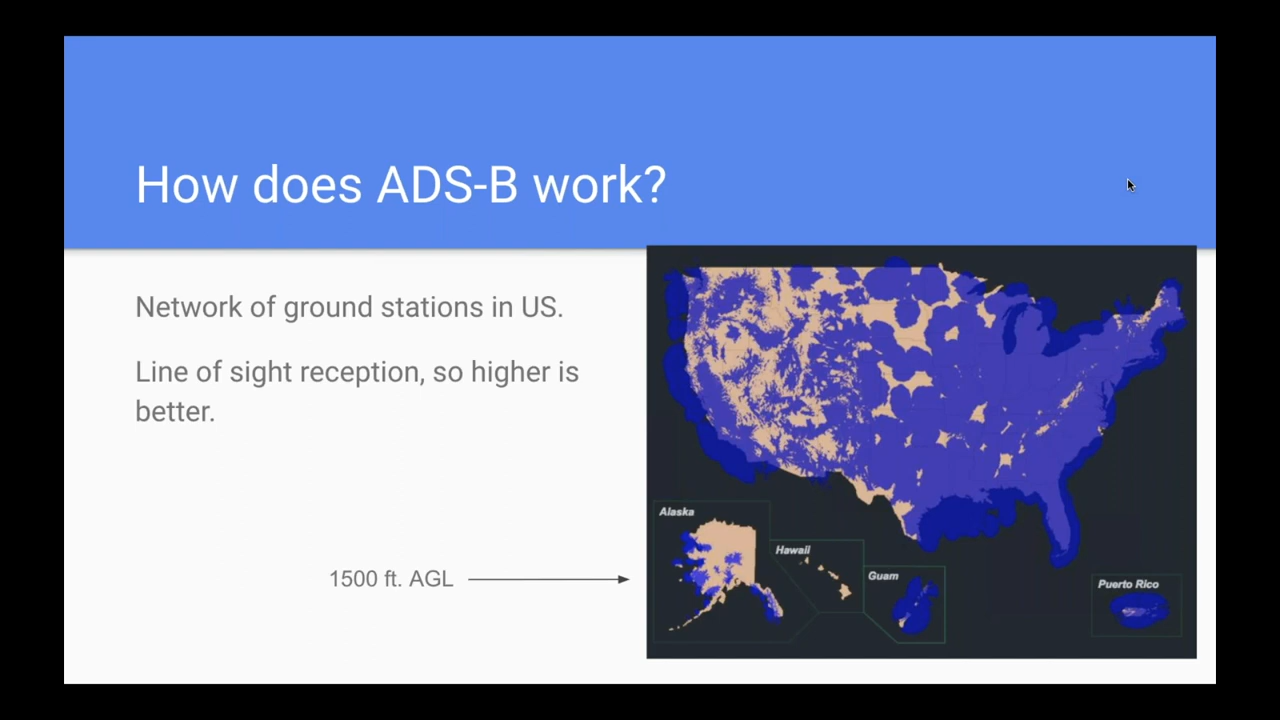 How does ADS-B work?
Network of ground stations in US.
Line of sight reception, so higher is
better.
1500 ft. AGL
Alaska
Hawaii
Guam
Puerto Rico